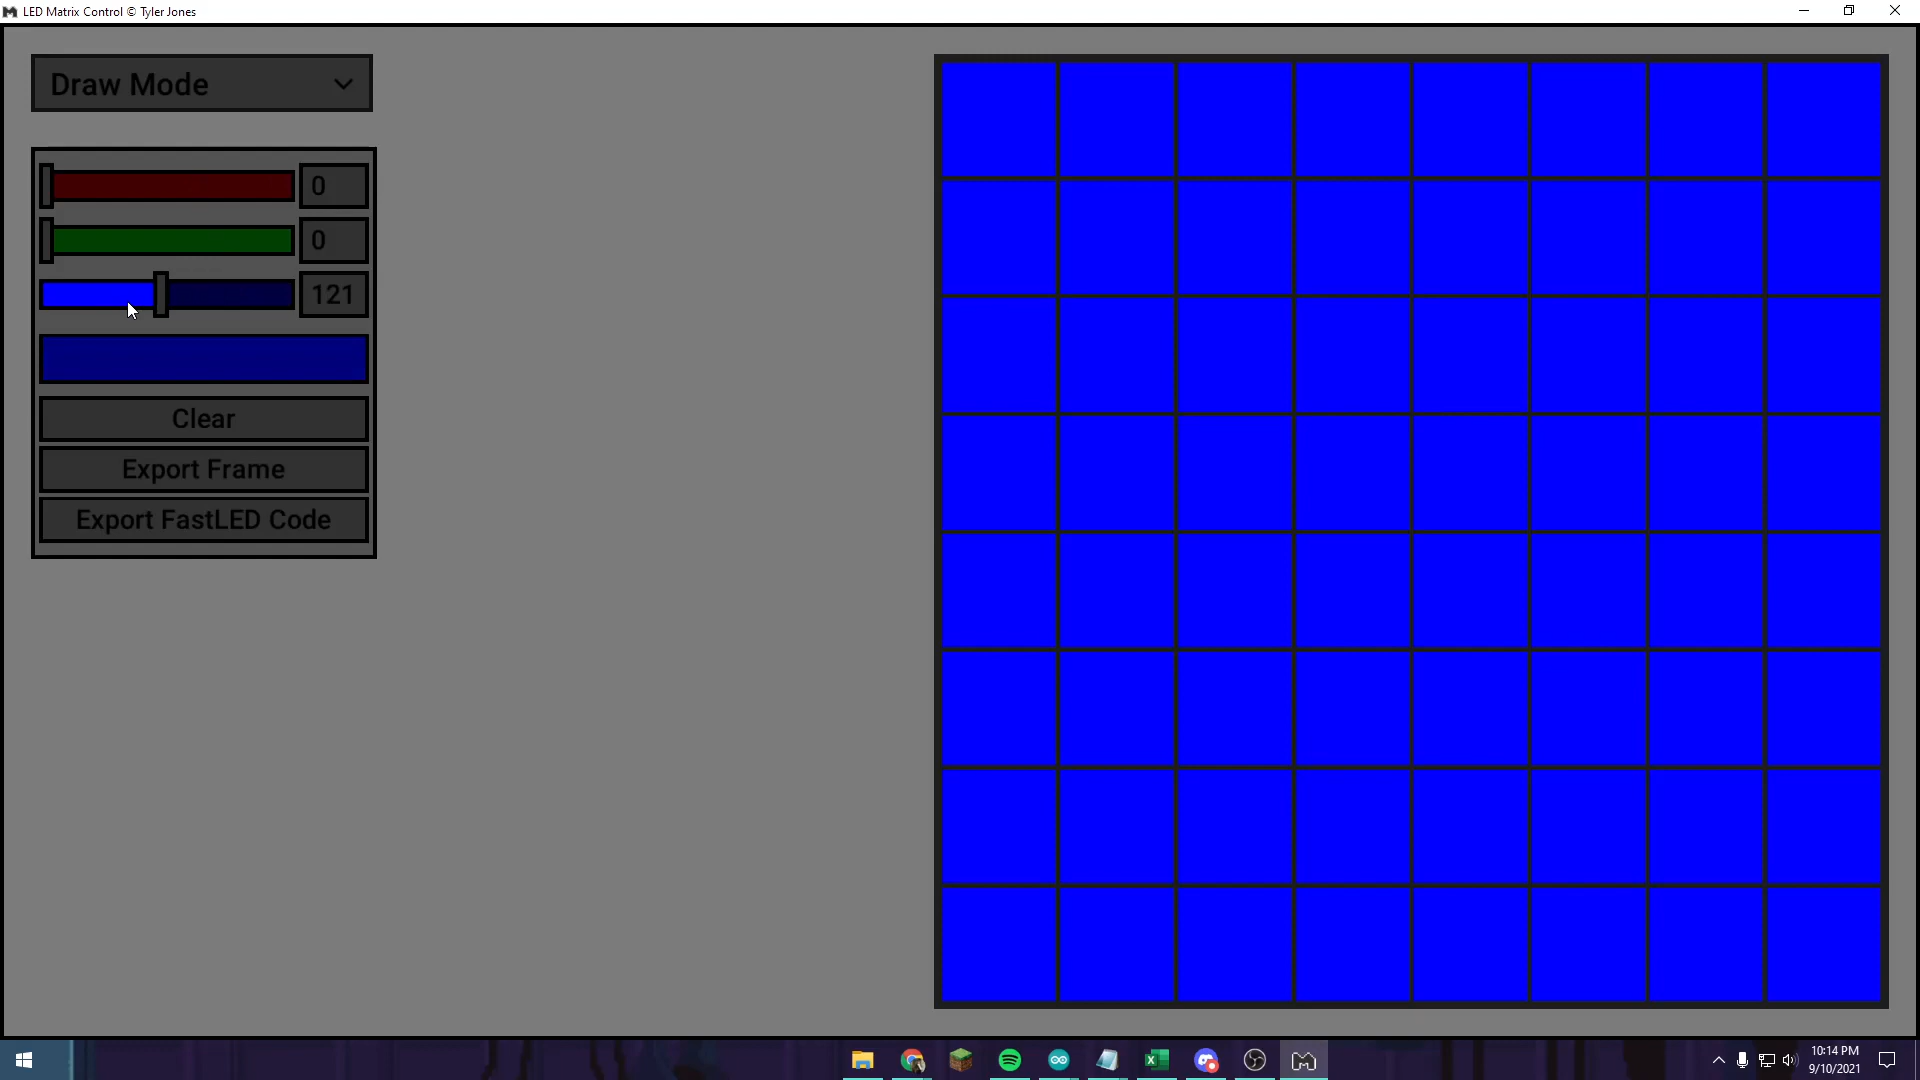 LED Matrix Control © Tyler Jones
Draw Mode
0
0
121
Clear
Export Frame
Export FastLED Code
10:14 PM
9/10/2021